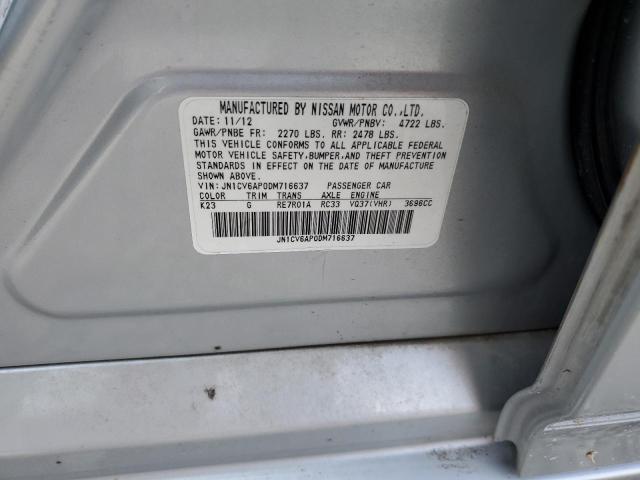 MANUFACTURED BY NISSAN MOTOR CO.,LTD.
DATE: 11/12 GVWR/PNBV: 4722 LBS.
GAWR/PNBE FR: 2270 LBS. RR: 2478 LBS.
THIS VEHICLE CONFORMS TO ALL APPLICABLE FEDERAL
MOTOR VEHICLE SAFETY, BUMPER, AND THEFT PREVENTION
STANDARDS IN EFFECT ON THE DATE OF MANUFACTURE
SHOWN ABOVE.
VIN: JN1CV6AP0DM716637 PASSENGER CAR
COLOR TRIM TRANS AXLE ENGINE
K23 G RE7R01A RC33 VQ37(VHR) 3696CC
JN1CV6AP0DM716637